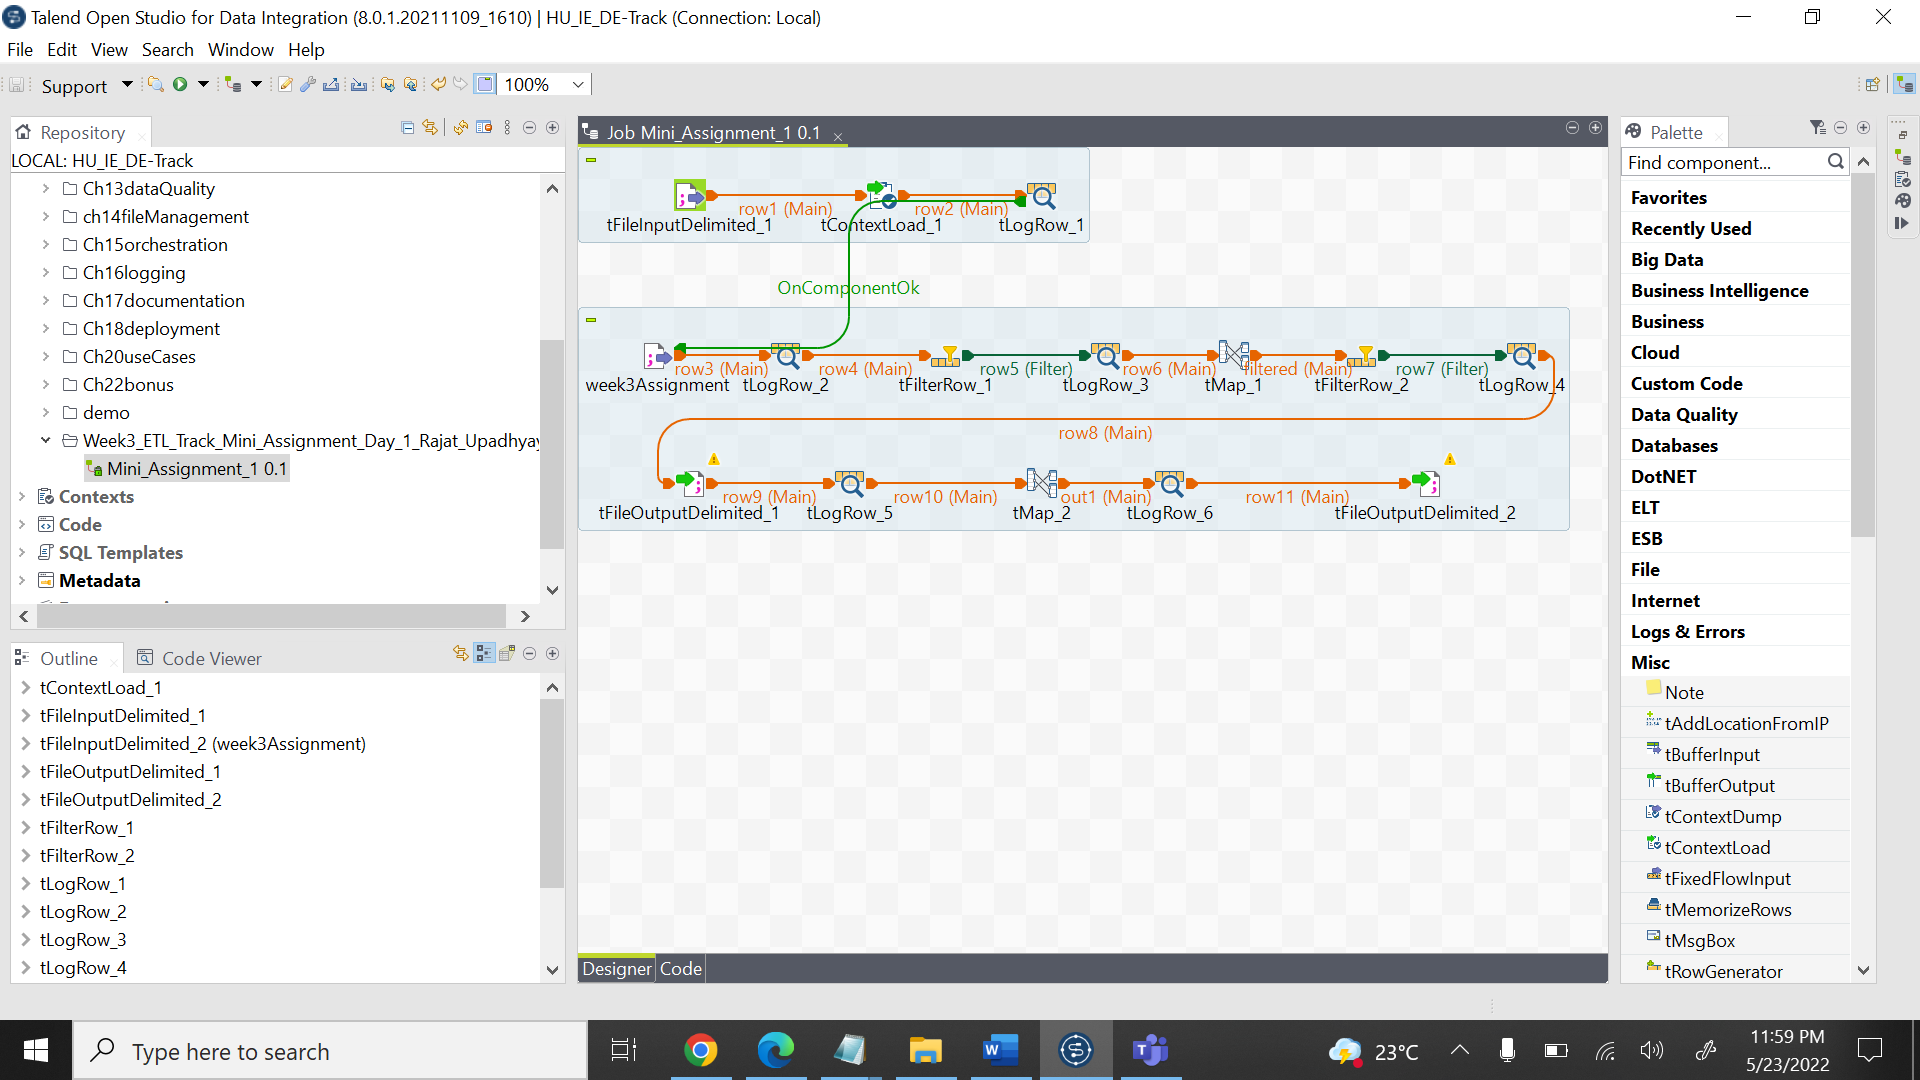 Talend Open Studio for Data Integration (8.0.1.20211109_1610) | HU_IE_DE-Track (Connection: Local)
File Edit View Search Window Help
Support 100%
Repository
LOCAL: HU_IE_DE-Track
Ch13dataQuality
ch14fileManagement
Ch15orchestration
Ch16logging
Ch17documentation
Ch18deployment
Ch20useCases
Ch22bonus
demo
Week3_ETL_Track_Mini_Assignment_Day_1_Rajat_Upadhyay
Mini_Assignment_1 0.1
Contexts
Code
SQL Templates
Metadata
Outline Code Viewer
tContextLoad_1
tFileInputDelimited_1
tFileInputDelimited_2 (week3Assignment)
tFileOutputDelimited_1
tFileOutputDelimited_2
tFilterRow_1
tFilterRow_2
tLogRow_1
tLogRow_2
tLogRow_3
tLogRow_4
Job Mini_Assignment_1 0.1
row1 (Main) row2 (Main)
tFileInputDelimited_1 tContextLoad_1 tLogRow_1
OnComponentOk
row3 (Main) row4 (Main) row5 (Filter) row6 (Main) filtered (Main) row7 (Filter)
week3Assignment tLogRow_2 tFilterRow_1 tLogRow_3 tMap_1 tFilterRow_2 tLogRow_4
row8 (Main)
row9 (Main) row10 (Main) out1 (Main) row11 (Main)
tFileOutputDelimited_1 tLogRow_5 tMap_2 tLogRow_6 tFileOutputDelimited_2
Designer Code
Palette
Find component...
Favorites
Recently Used
Big Data
Business Intelligence
Business
Cloud
Custom Code
Data Quality
Databases
DotNET
ELT
ESB
File
Internet
Logs & Errors
Misc
Note
tAddLocationFromIP
tBufferInput
tBufferOutput
tContextDump
tContextLoad
tFixedFlowInput
tMemorizeRows
tMsgBox
tRowGenerator
Type here to search
23°C
11:59 PM
5/23/2022